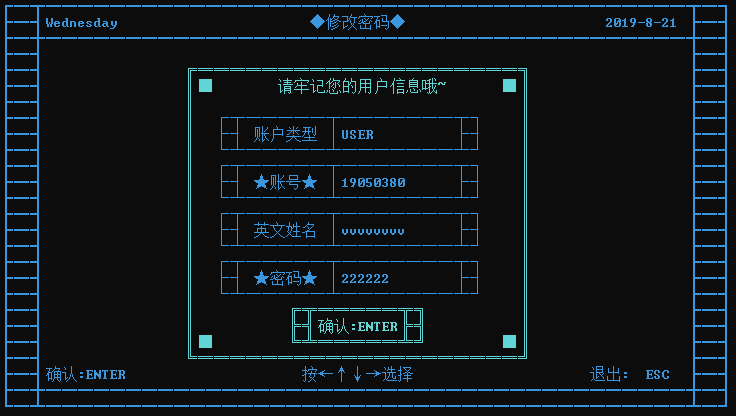 Wednesday ◆修改密码◆ 2019-8-21
请牢记您的用户信息哦~
账户类型 USER
★账号★ 19050380
英文姓名 vvvvvvvv
★密码★ 222222
确认:ENTER
确认:ENTER 按←↑↓→选择 退出: ESC